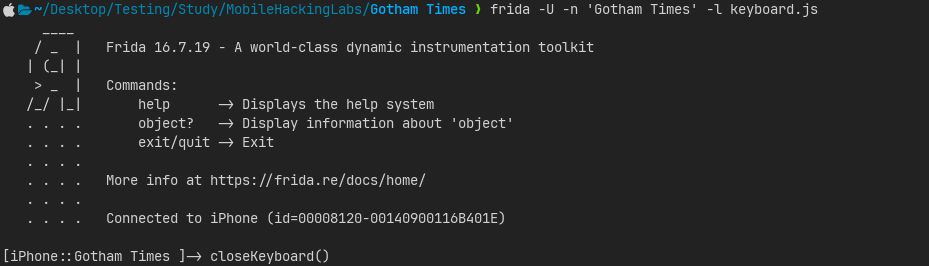 ~/Desktop/Testing/Study/MobileHackingLabs/Gotham Times ❯ frida -U -n 'Gotham Times' -l keyboard.js
     ____
    / _  |   Frida 16.7.19 - A world-class dynamic instrumentation toolkit
   | (_| |
    > _  |   Commands:
   /_/ |_|       help      -> Displays the help system
   . . . .       object?   -> Display information about 'object'
   . . . .       exit/quit -> Exit
   . . . .
   . . . .   More info at https://frida.re/docs/home/
   . . . .
   . . . .   Connected to iPhone (id=00008120-00140900116B401E)
[iPhone::Gotham Times ]-> closeKeyboard()